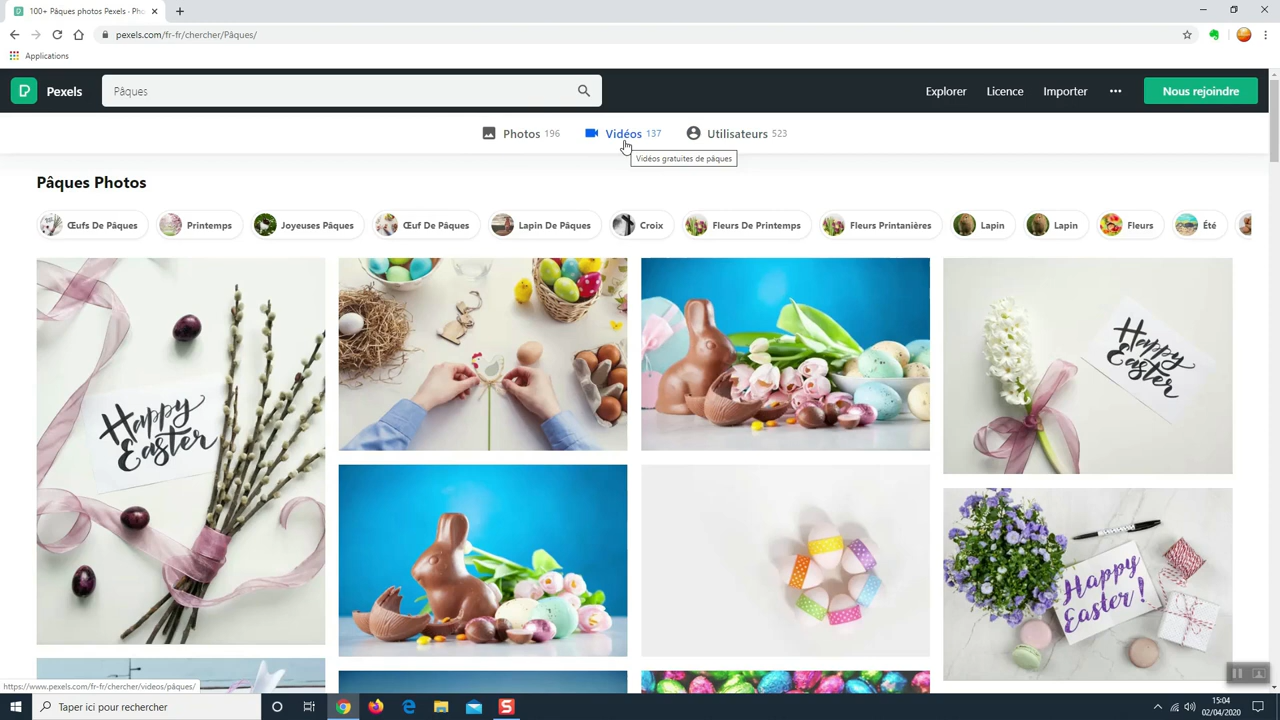 100+ Pâques photos Pexels · Pho
pexels.com/fr-fr/chercher/Pâques/
Applications
Pexels
Pâques
Explorer
Licence
Importer
Nous rejoindre
Photos 196
Vidéos 137
Utilisateurs 523
Vidéos gratuites de pâques
Pâques Photos
Œufs De Pâques
Printemps
Joyeuses Pâques
Œuf De Pâques
Lapin De Pâques
Croix
Fleurs De Printemps
Fleurs Printanières
Lapin
Lapin
Fleurs
Été
Happy
Easter
Happy
Easter
Happy
Easter!
https://www.pexels.com/fr-fr/chercher/videos/pâques/
Taper ici pour rechercher
15:04
02/04/2020